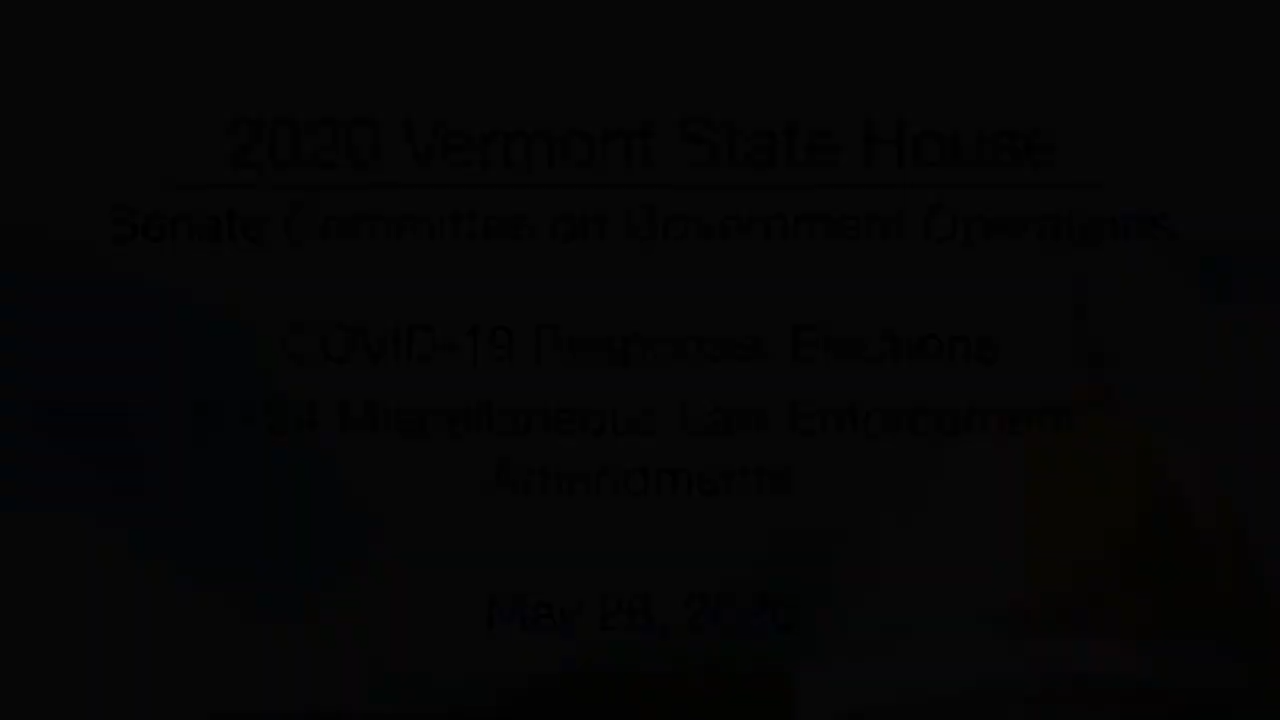 2020 Vermont State House
Senate Committee on Government Operations
COVID-19 Response: Elections
Miscellaneous Law Enforcement
Amendments
May 28, 2020